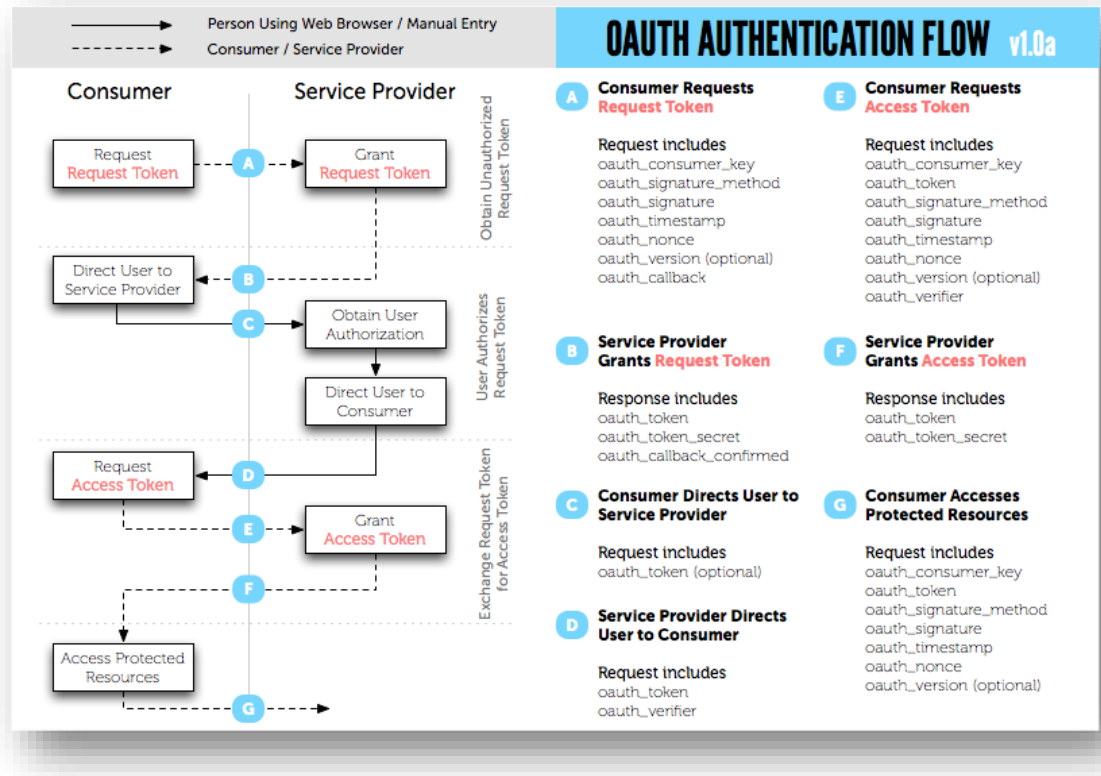 Person Using Web Browser / Manual Entry
Consumer / Service Provider
OAUTH AUTHENTICATION FLOW v1.0a
Consumer
Service Provider
Request
Request Token
A
Grant
Request Token
Obtain Unauthorized
Request Token
Direct User to
Service Provider
B
C
Obtain User
Authorization
Direct User to
Consumer
User Authorizes
Request Token
Request
Access Token
D
E
Grant
Access Token
F
Exchange Request Token
for Access Token
Access Protected
Resources
G
A
Consumer Requests
Request Token
Request includes
oauth_consumer_key
oauth_signature_method
oauth_signature
oauth_timestamp
oauth_nonce
oauth_version (optional)
oauth_callback
B
Service Provider
Grants Request Token
Response includes
oauth_token
oauth_token_secret
oauth_callback_confirmed
C
Consumer Directs User to
Service Provider
Request includes
oauth_token (optional)
D
Service Provider Directs
User to Consumer
Request includes
oauth_token
oauth_verifier
E
Consumer Requests
Access Token
Request includes
oauth_consumer_key
oauth_token
oauth_signature_method
oauth_signature
oauth_timestamp
oauth_nonce
oauth_version (optional)
oauth_verifier
F
Service Provider
Grants Access Token
Response includes
oauth_token
oauth_token_secret
G
Consumer Accesses
Protected Resources
Request includes
oauth_consumer_key
oauth_token
oauth_signature_method
oauth_signature
oauth_timestamp
oauth_nonce
oauth_version (optional)